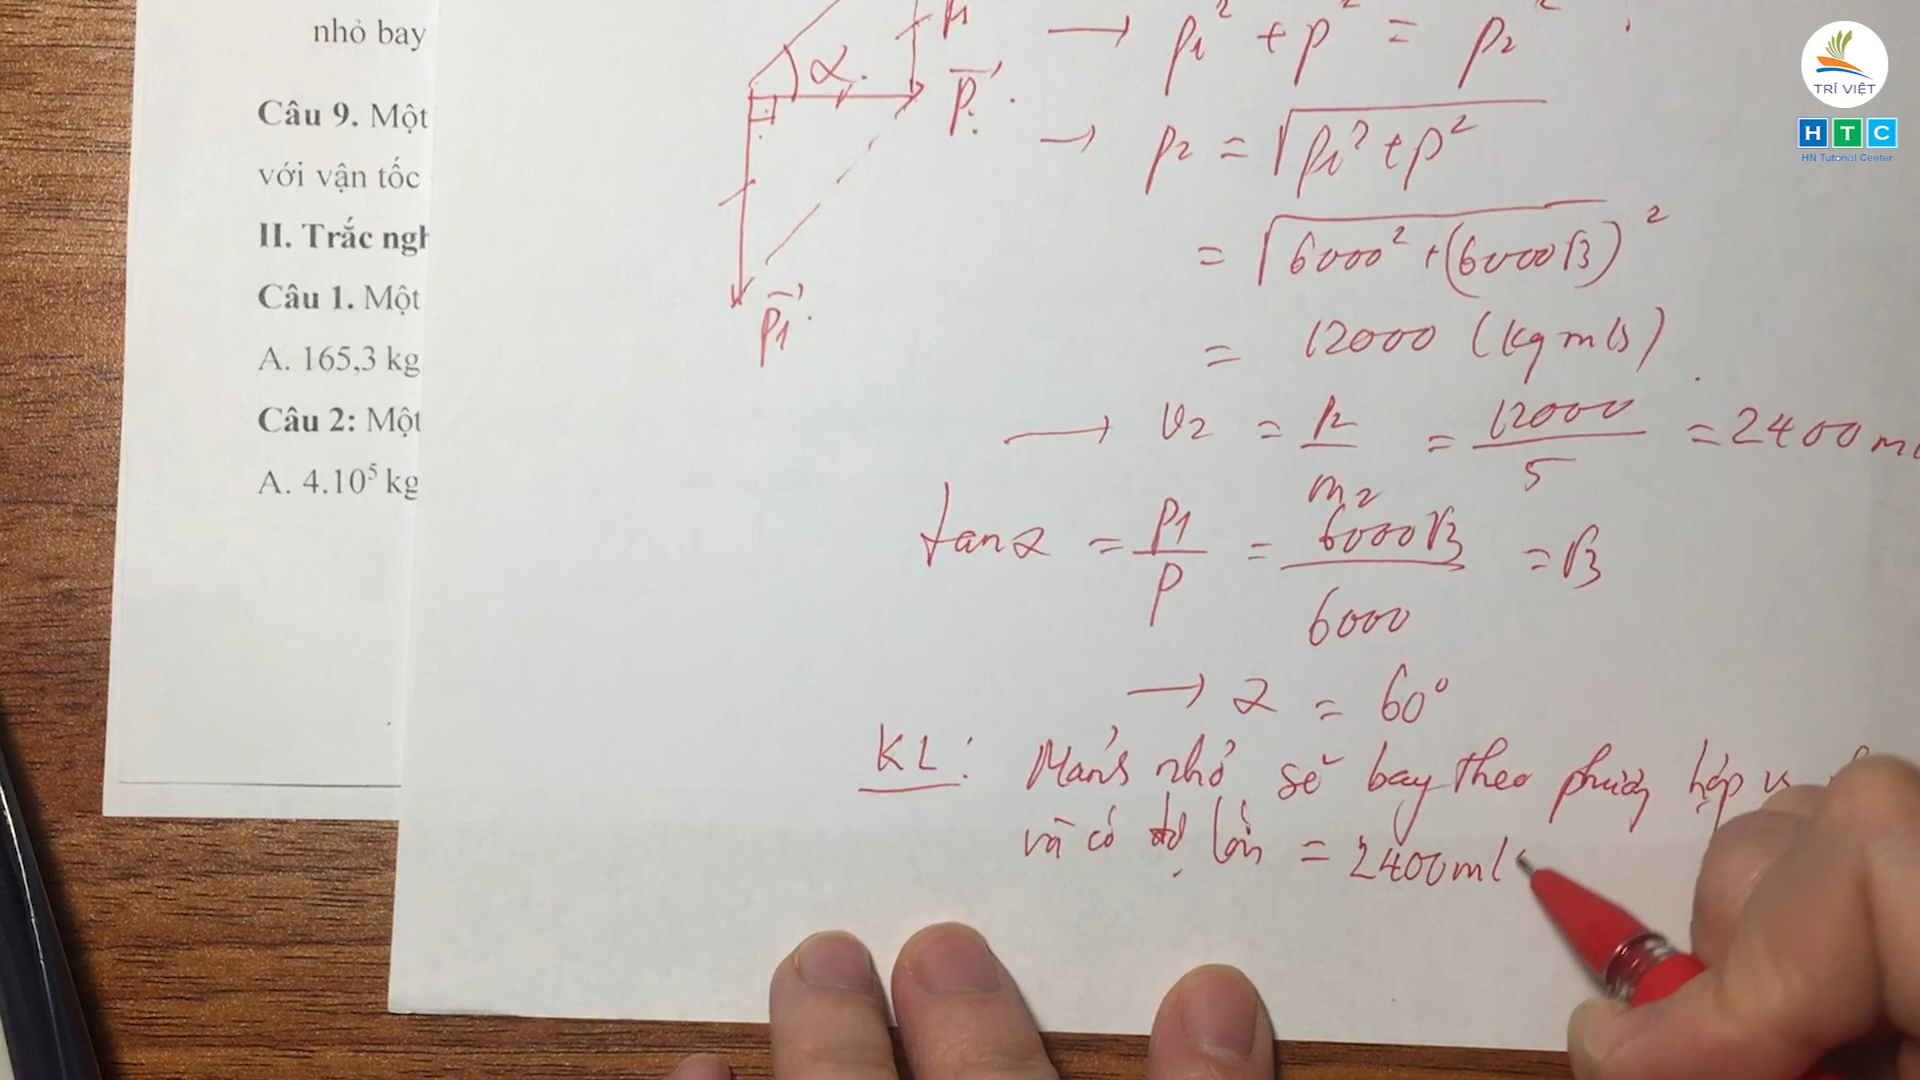 nhỏ bay
Câu 9. Một
với vận tốc
II. Trắc ngh
Câu 1. Một
A. 165,3 kg
Câu 2: Một
A. 4.10⁵ kg
α
p⃗
p⃗1
→ p1² + p² = p2²
→ p2 = √(p1² + p²)
= √(6000² + (6000√3)²)
= 12000 (kgm/s)
→ v2 = p2/m2 = 12000/5 = 2400 m
tanα = p1/p = 6000√3/6000 = √3
→ α = 60°
KL: Mảnh nhỏ sẽ bay theo phương hợp
và có độ lớn = 2400m/
TRÍ VIỆT
HTC
HN Tutorial Center